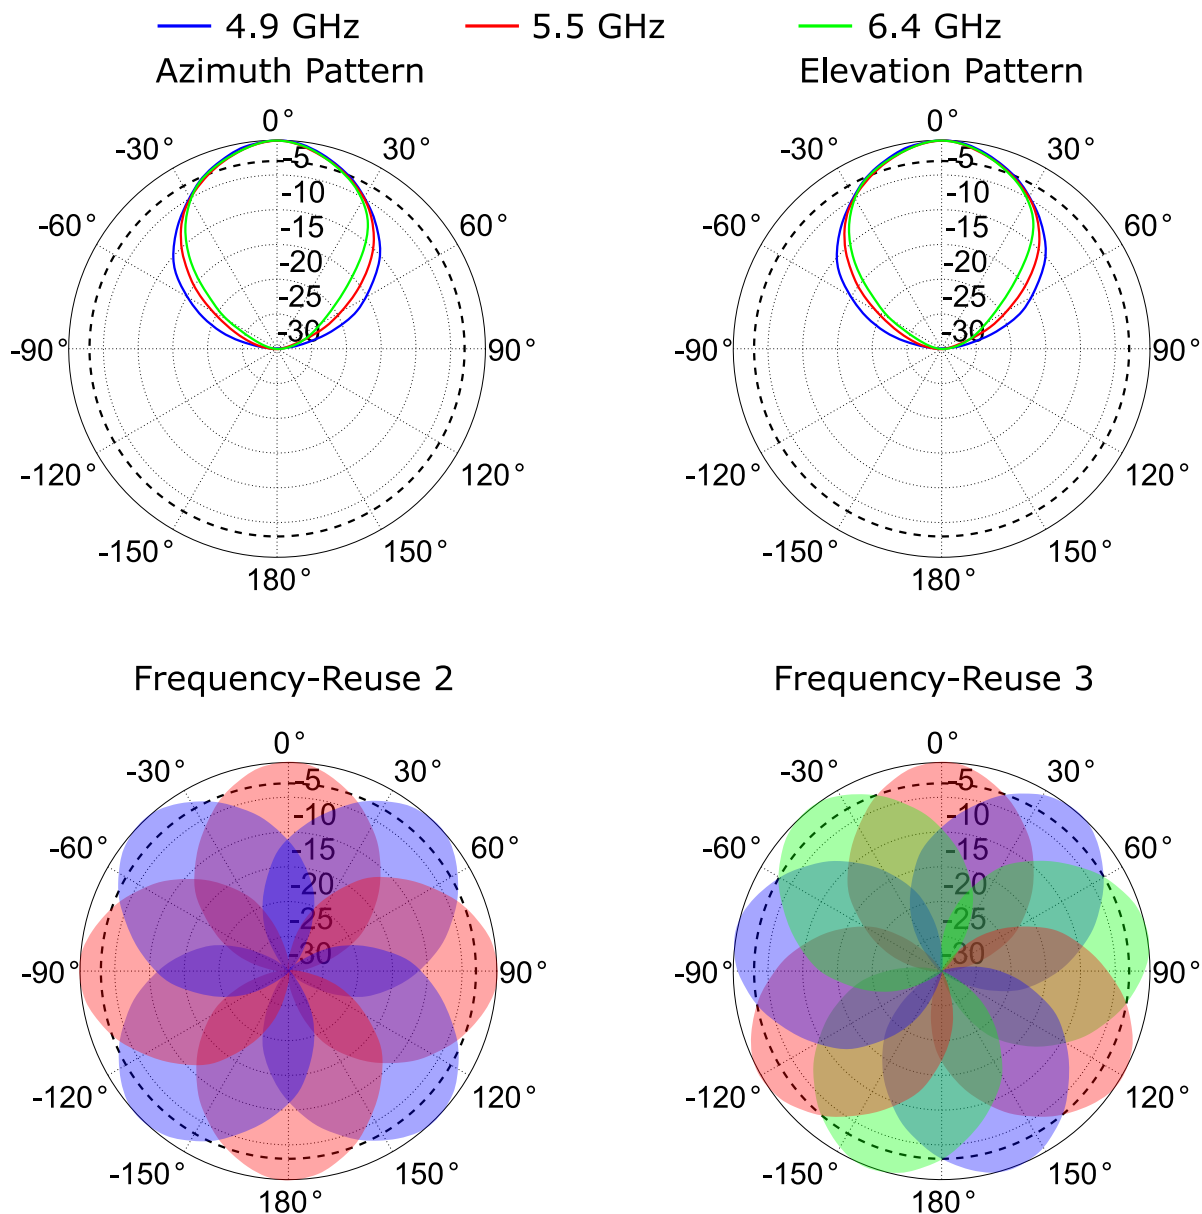 4.9 GHz 5.5 GHz 6.4 GHz
Azimuth Pattern Elevation Pattern
0° 0°
-30° 30° -30° 30°
-5 -5
-10 -10
-60° 60° -60° 60°
-15 -15
-20 -20
-25 -25
-30 -30
-90° 90° -90° 90°
-120° 120° -120° 120°
-150° 150° -150° 150°
180° 180°
Frequency-Reuse 2 Frequency-Reuse 3
0° 0°
-30° 30° -30° 30°
-5 -5
-10 -10
-60° 60° -60° 60°
-15 -15
-20 -20
-25 -25
-30 -30
-90° 90° -90° 90°
-120° 120° -120° 120°
-150° 150° -150° 150°
180° 180°